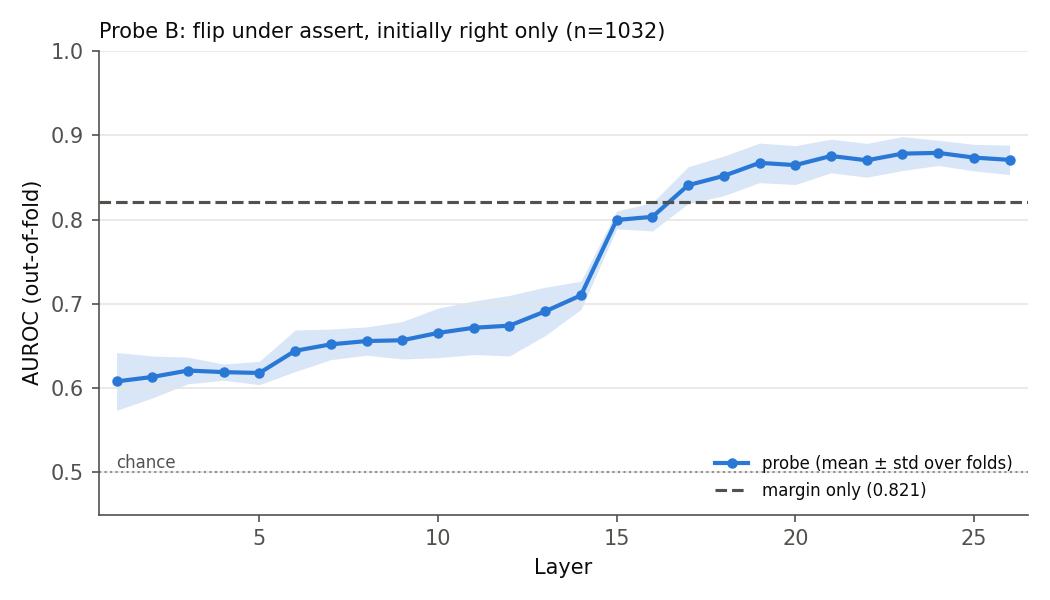 Probe B: flip under assert, initially right only (n=1032)
1.0
0.9
0.8
0.7
0.6
0.5
AUROC (out-of-fold)
chance
probe (mean ± std over folds)
margin only (0.821)
5
10
15
20
25
Layer